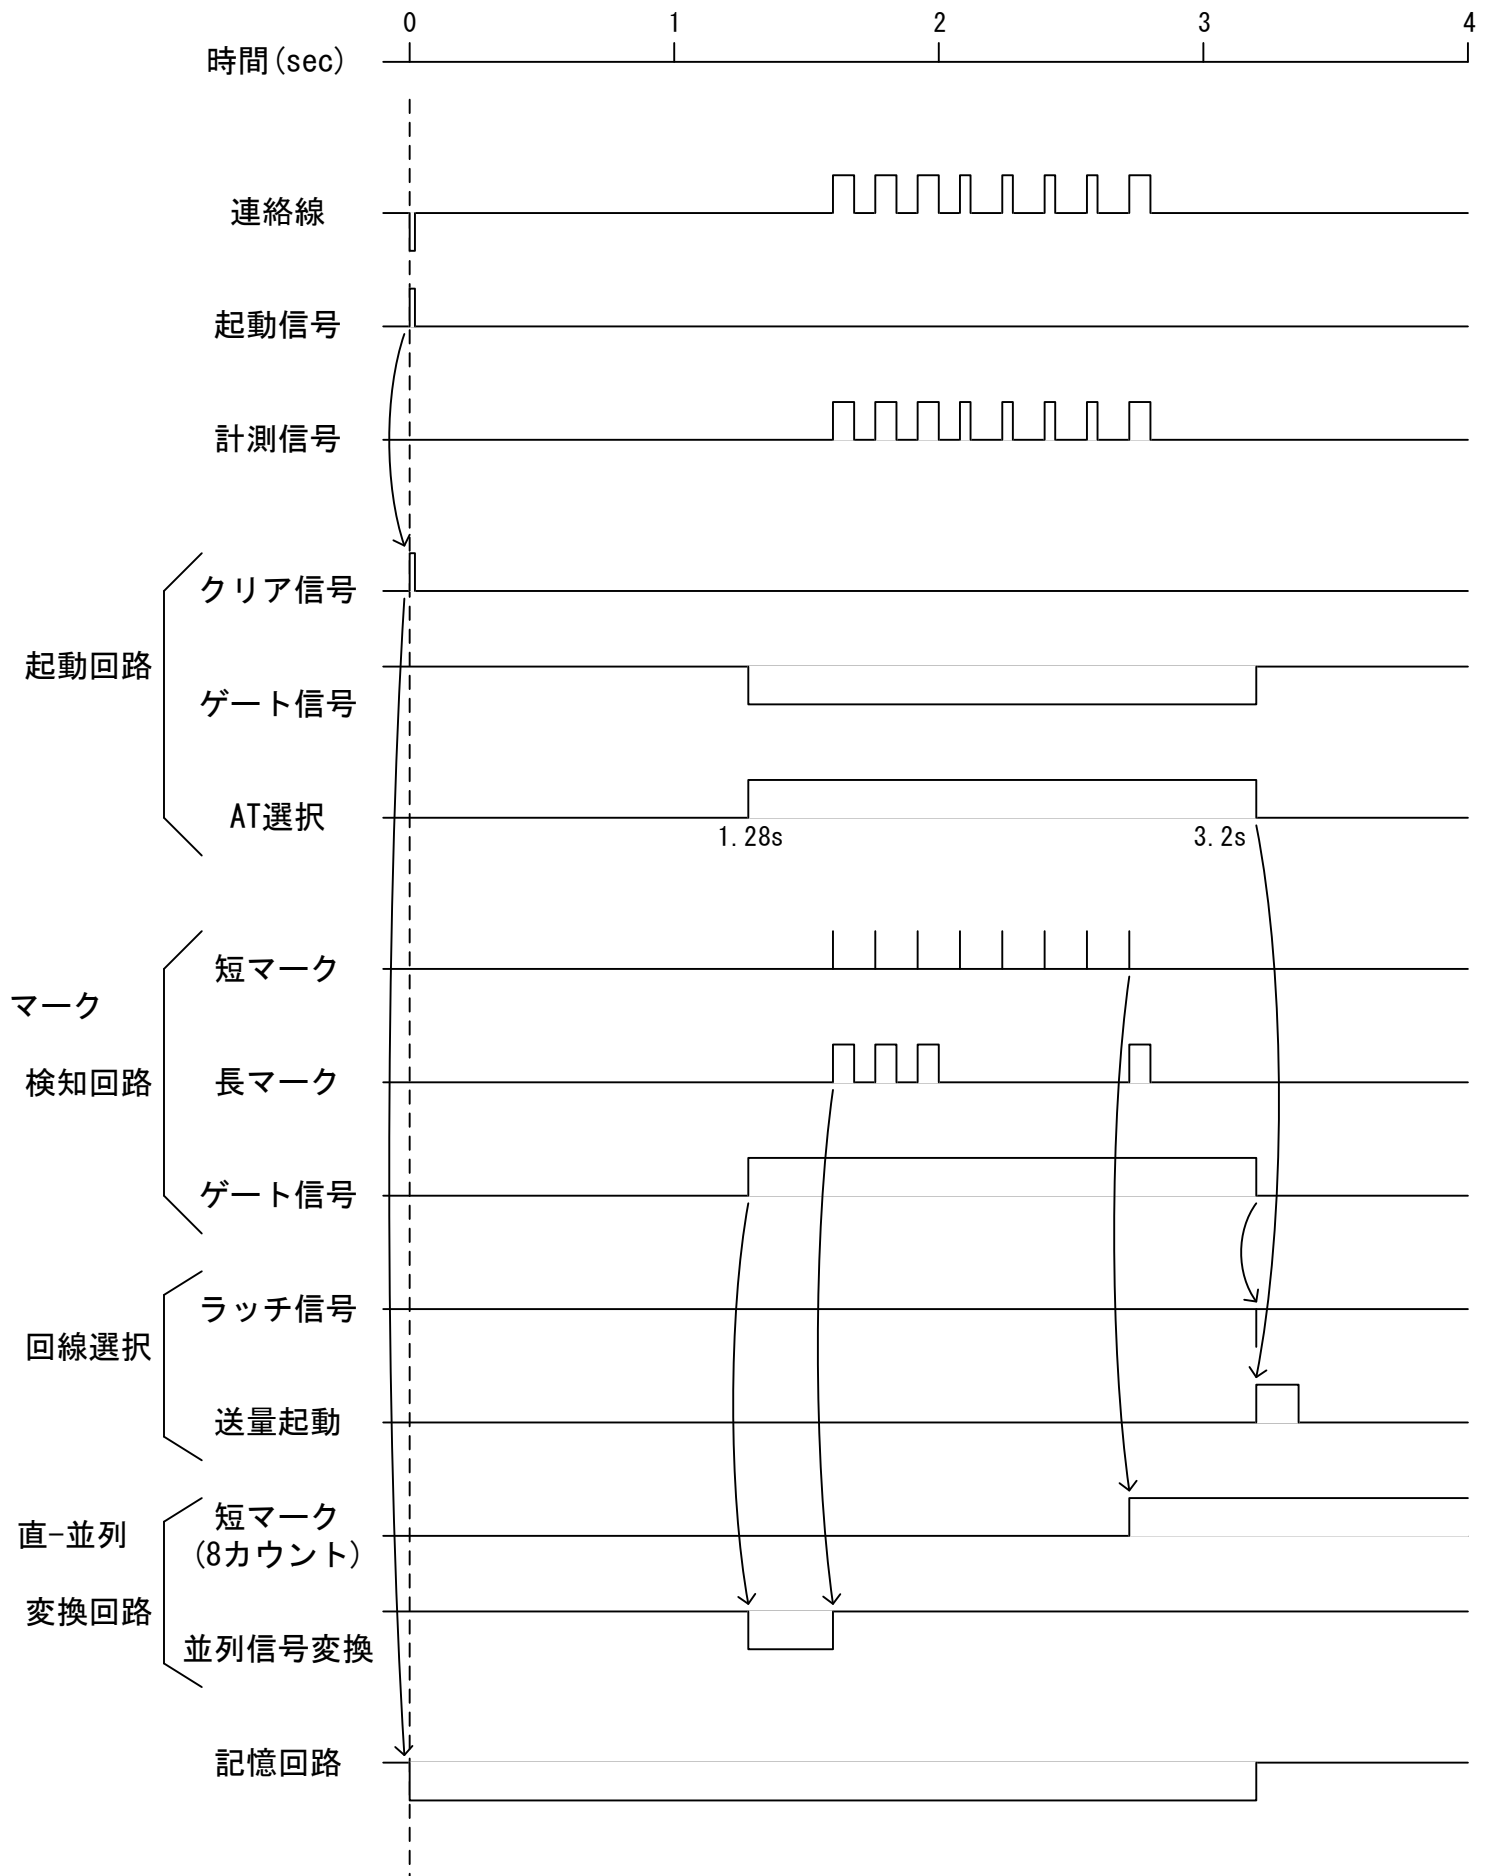 0 1 2 3 4
時間(sec)
連絡線
起動信号
計測信号
起動回路
クリア信号
ゲート信号
AT選択
1.28s 3.2s
マーク
検知回路
短マーク
長マーク
ゲート信号
回線選択
ラッチ信号
送量起動
直-並列
変換回路
短マーク
(8カウント)
並列信号変換
記憶回路